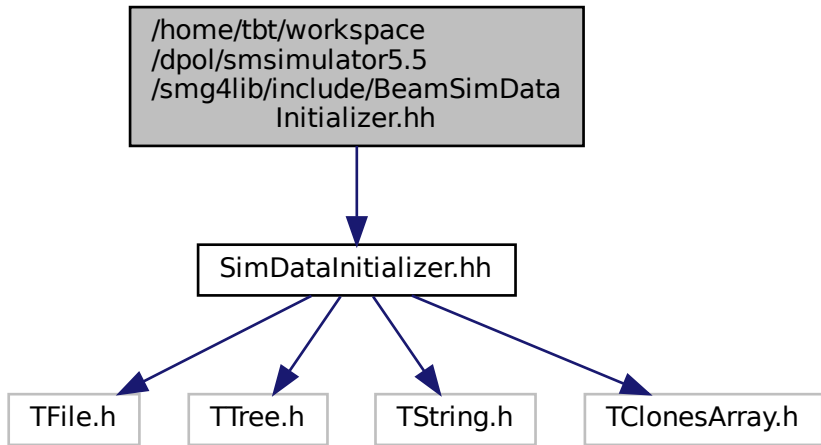 /home/tbt/workspace
/dpol/smsimulator5.5
/smg4lib/include/BeamSimData
Initializer.hh
SimDataInitializer.hh
TFile.h
TTree.h
TString.h
TClonesArray.h